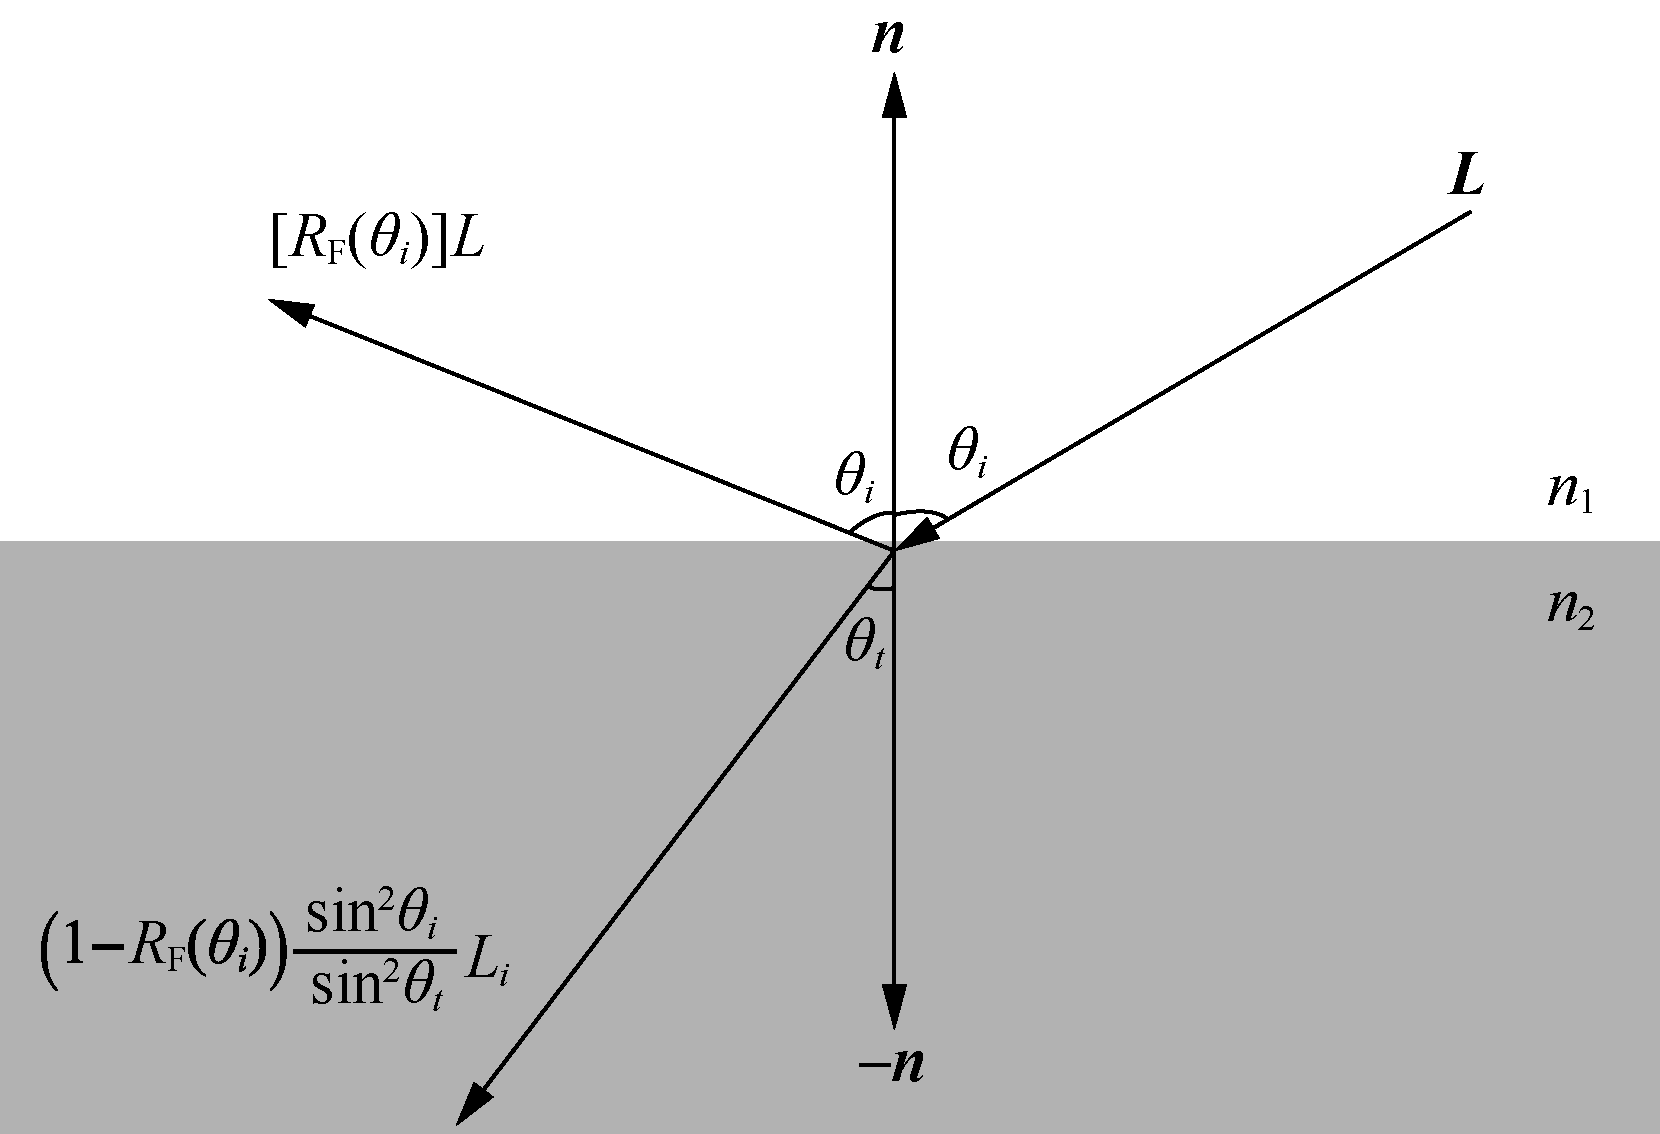 n
L
[R_F(θ_i)]L
θ_i
θ_i
n_1
n_2
θ_t
(1−R_F(θ_i)) sin²θ_i / sin²θ_t L_i
−n